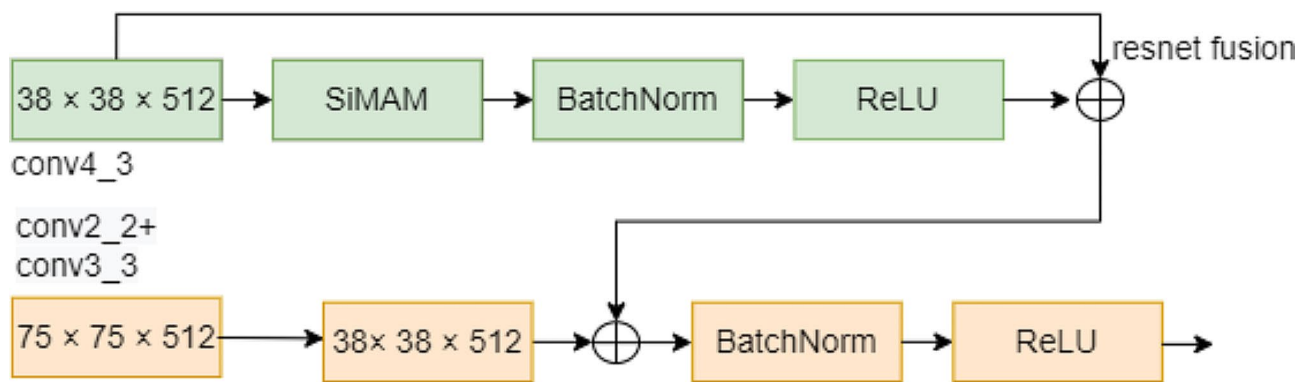 resnet fusion
38 × 38 × 512
SiMAM
BatchNorm
ReLU
conv4_3
conv2_2+
conv3_3
75 × 75 × 512
38× 38 × 512
BatchNorm
ReLU